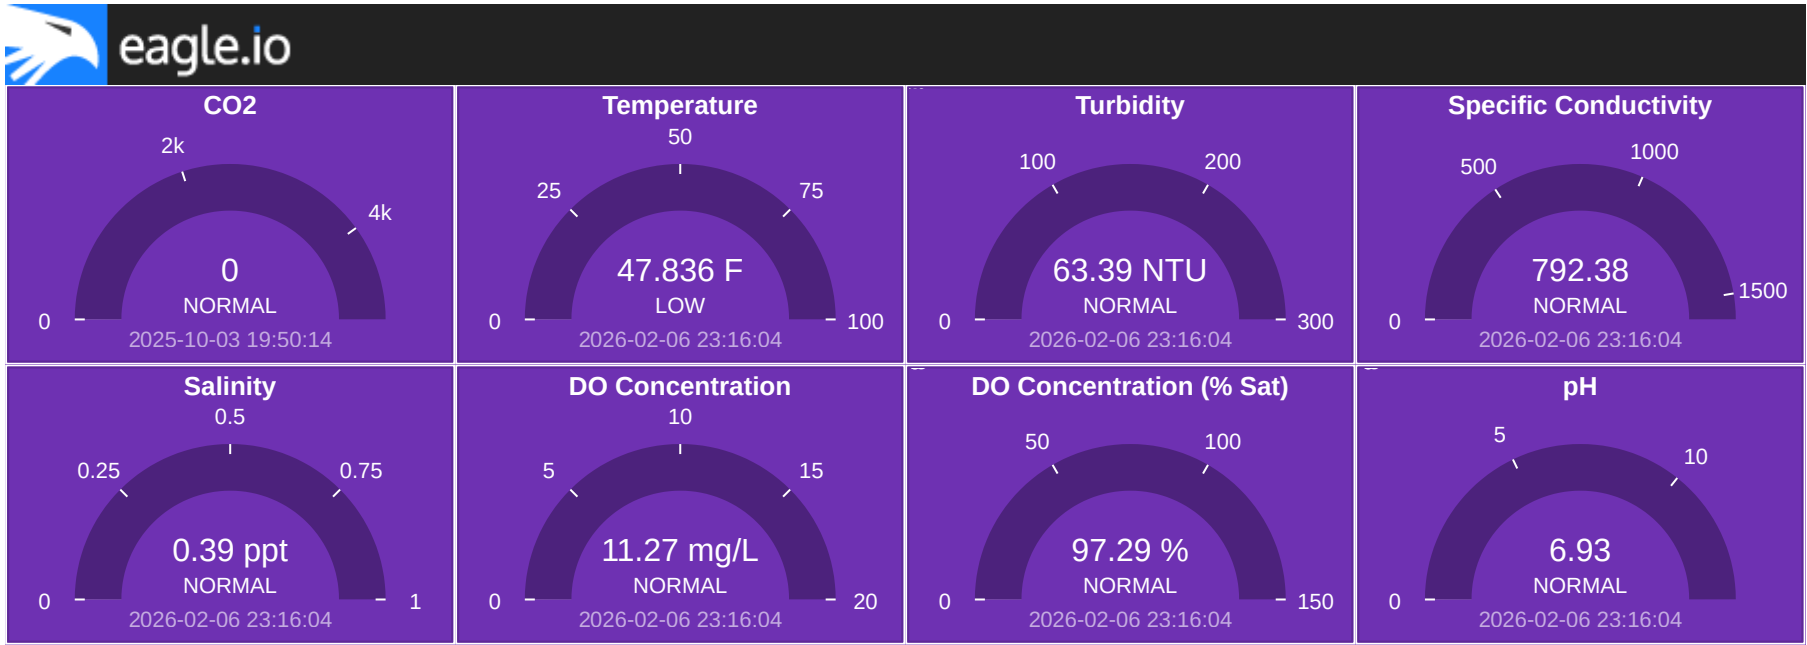 eagle.io
CO2
2k
4k
0
0
NORMAL
2025-10-03 19:50:14
Temperature
50
25
75
47.836 F
LOW
0
100
2026-02-06 23:16:04
Turbidity
100
200
63.39 NTU
NORMAL
0
300
2026-02-06 23:16:04
Specific Conductivity
1000
500
792.38
1500
NORMAL
0
2026-02-06 23:16:04
Salinity
0.5
0.25
0.75
0.39 ppt
NORMAL
0
1
2026-02-06 23:16:04
DO Concentration
10
5
15
11.27 mg/L
NORMAL
0
20
2026-02-06 23:16:04
DO Concentration (% Sat)
50
100
97.29 %
NORMAL
0
150
2026-02-06 23:16:04
pH
5
10
6.93
NORMAL
0
2026-02-06 23:16:04